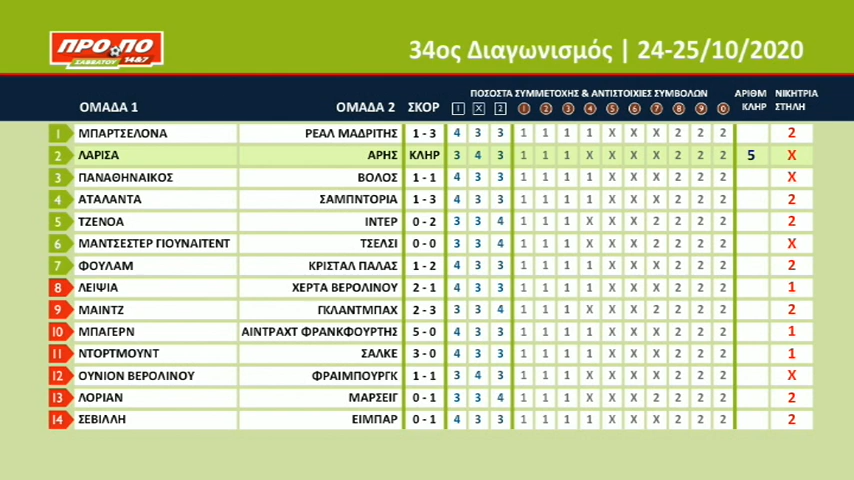 ΠΡΟ ΠΟ
ΣΑΒΒΑΤΟΥ 14&7
34ος Διαγωνισμός | 24-25/10/2020
ΠΟΣΟΣΤΑ ΣΥΜΜΕΤΟΧΗΣ & ΑΝΤΙΣΤΟΙΧΙΕΣ ΣΥΜΒΟΛΩΝ ΑΡΙΘΜ ΝΙΚΗΤΡΙΑ
ΟΜΑΔΑ 1 ΟΜΑΔΑ 2 ΣΚΟΡ 1 X 2 1 2 3 4 5 6 7 8 9 0 ΚΛΗΡ ΣΤΗΛΗ
1 ΜΠΑΡΤΣΕΛΟΝΑ ΡΕΑΛ ΜΑΔΡΙΤΗΣ 1 - 3 4 3 3 1 1 1 1 X X X 2 2 2 2
2 ΛΑΡΙΣΑ ΑΡΗΣ ΚΛΗΡ 3 4 3 1 1 1 X X X X 2 2 2 5 X
3 ΠΑΝΑΘΗΝΑΙΚΟΣ ΒΟΛΟΣ 1 - 1 4 3 3 1 1 1 1 X X X 2 2 2 X
4 ΑΤΑΛΑΝΤΑ ΣΑΜΠΝΤΟΡΙΑ 1 - 3 4 3 3 1 1 1 1 X X X 2 2 2 2
5 ΤΖΕΝΟΑ ΙΝΤΕΡ 0 - 2 3 3 4 1 1 1 X X X 2 2 2 2 2
6 ΜΑΝΤΣΕΣΤΕΡ ΓΙΟΥΝΑΙΤΕΝΤ ΤΣΕΛΣΙ 0 - 0 3 3 4 1 1 1 X X X 2 2 2 2 X
7 ΦΟΥΛΑΜ ΚΡΙΣΤΑΛ ΠΑΛΑΣ 1 - 2 4 3 3 1 1 1 1 X X X 2 2 2 2
8 ΛΕΙΨΙΑ ΧΕΡΤΑ ΒΕΡΟΛΙΝΟΥ 2 - 1 4 3 3 1 1 1 1 X X X 2 2 2 1
9 ΜΑΙΝΤΖ ΓΚΛΑΝΤΜΠΑΧ 2 - 3 3 3 4 1 1 1 X X X 2 2 2 2 2
10 ΜΠΑΓΕΡΝ ΑΙΝΤΡΑΧΤ ΦΡΑΝΚΦΟΥΡΤΗΣ 5 - 0 4 3 3 1 1 1 1 X X X 2 2 2 1
11 ΝΤΟΡΤΜΟΥΝΤ ΣΑΛΚΕ 3 - 0 4 3 3 1 1 1 1 X X X 2 2 2 1
12 ΟΥΝΙΟΝ ΒΕΡΟΛΙΝΟΥ ΦΡΑΙΜΠΟΥΡΓΚ 1 - 1 3 4 3 1 1 1 X X X X 2 2 2 X
13 ΛΟΡΙΑΝ ΜΑΡΣΕΙΓ 0 - 1 3 3 4 1 1 1 X X X 2 2 2 2 2
14 ΣΕΒΙΛΛΗ ΕΙΜΠΑΡ 0 - 1 4 3 3 1 1 1 1 X X X 2 2 2 2